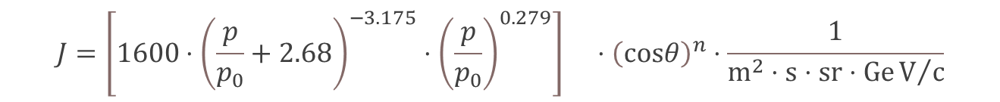 J = [1600 · (p/p₀ + 2.68)^−3.175 · (p/p₀)^0.279] · (cosθ)^n · 1/(m² · s · sr · GeV/c)